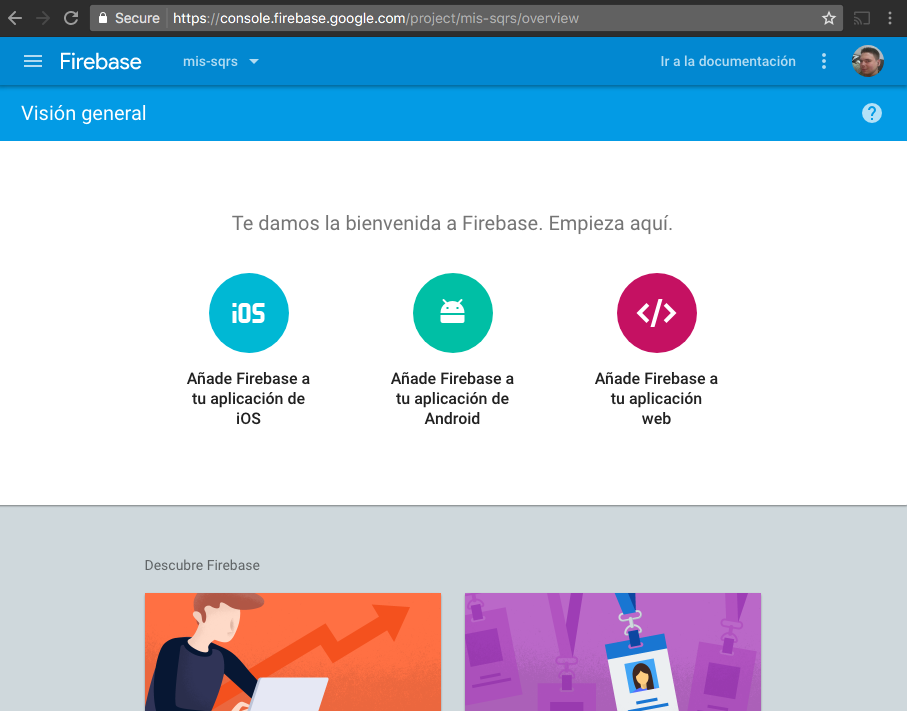 Secure https://console.firebase.google.com/project/mis-sqrs/overview
Firebase mis-sqrs Ir a la documentación
Visión general ?
Te damos la bienvenida a Firebase. Empieza aquí.
iOS </>
Añade Firebase a
tu aplicación de
iOS
Añade Firebase a
tu aplicación de
Android
Añade Firebase a
tu aplicación
web
Descubre Firebase